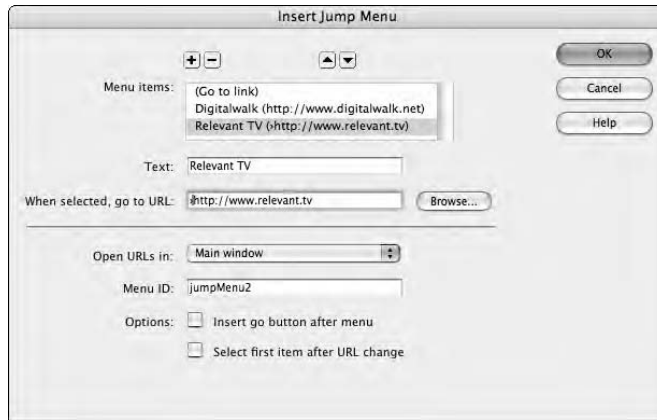 Insert Jump Menu
OK
Cancel
Help
Menu items:
(Go to link)
Digitalwalk (http://www.digitalwalk.net)
Relevant TV (http://www.relevant.tv)
Text: Relevant TV
When selected, go to URL: http://www.relevant.tv Browse...
Open URLs in: Main window
Menu ID: jumpMenu2
Options: Insert go button after menu
Select first item after URL change